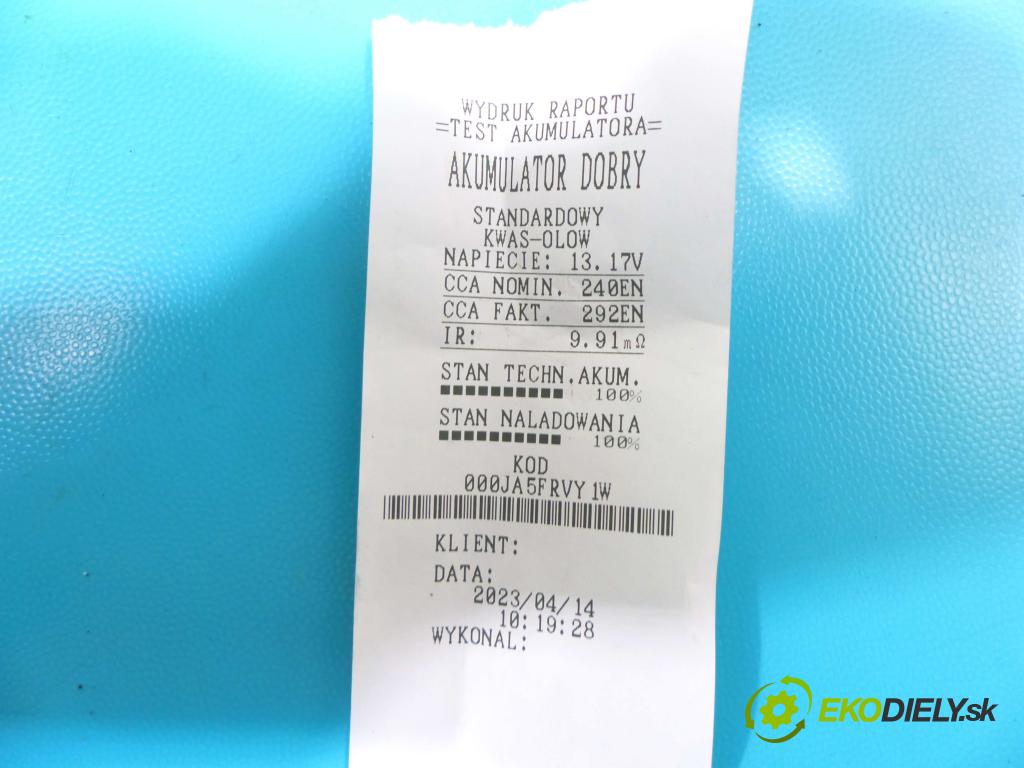 WYDRUK RAPORTU
=TEST AKUMULATORA=
AKUMULATOR DOBRY
STANDARDOWY
KWAS-OLOW
NAPIECIE: 13.17V
CCA NOMIN. 240EN
CCA FAKT. 292EN
IR: 9.91mΩ
STAN TECHN.AKUM.
100%
STAN NALADOWANIA
100%
KOD
000JA5FRVY1W
KLIENT:
DATA:
2023/04/14
10:19:28
WYKONAL:
EKODIELY.sk